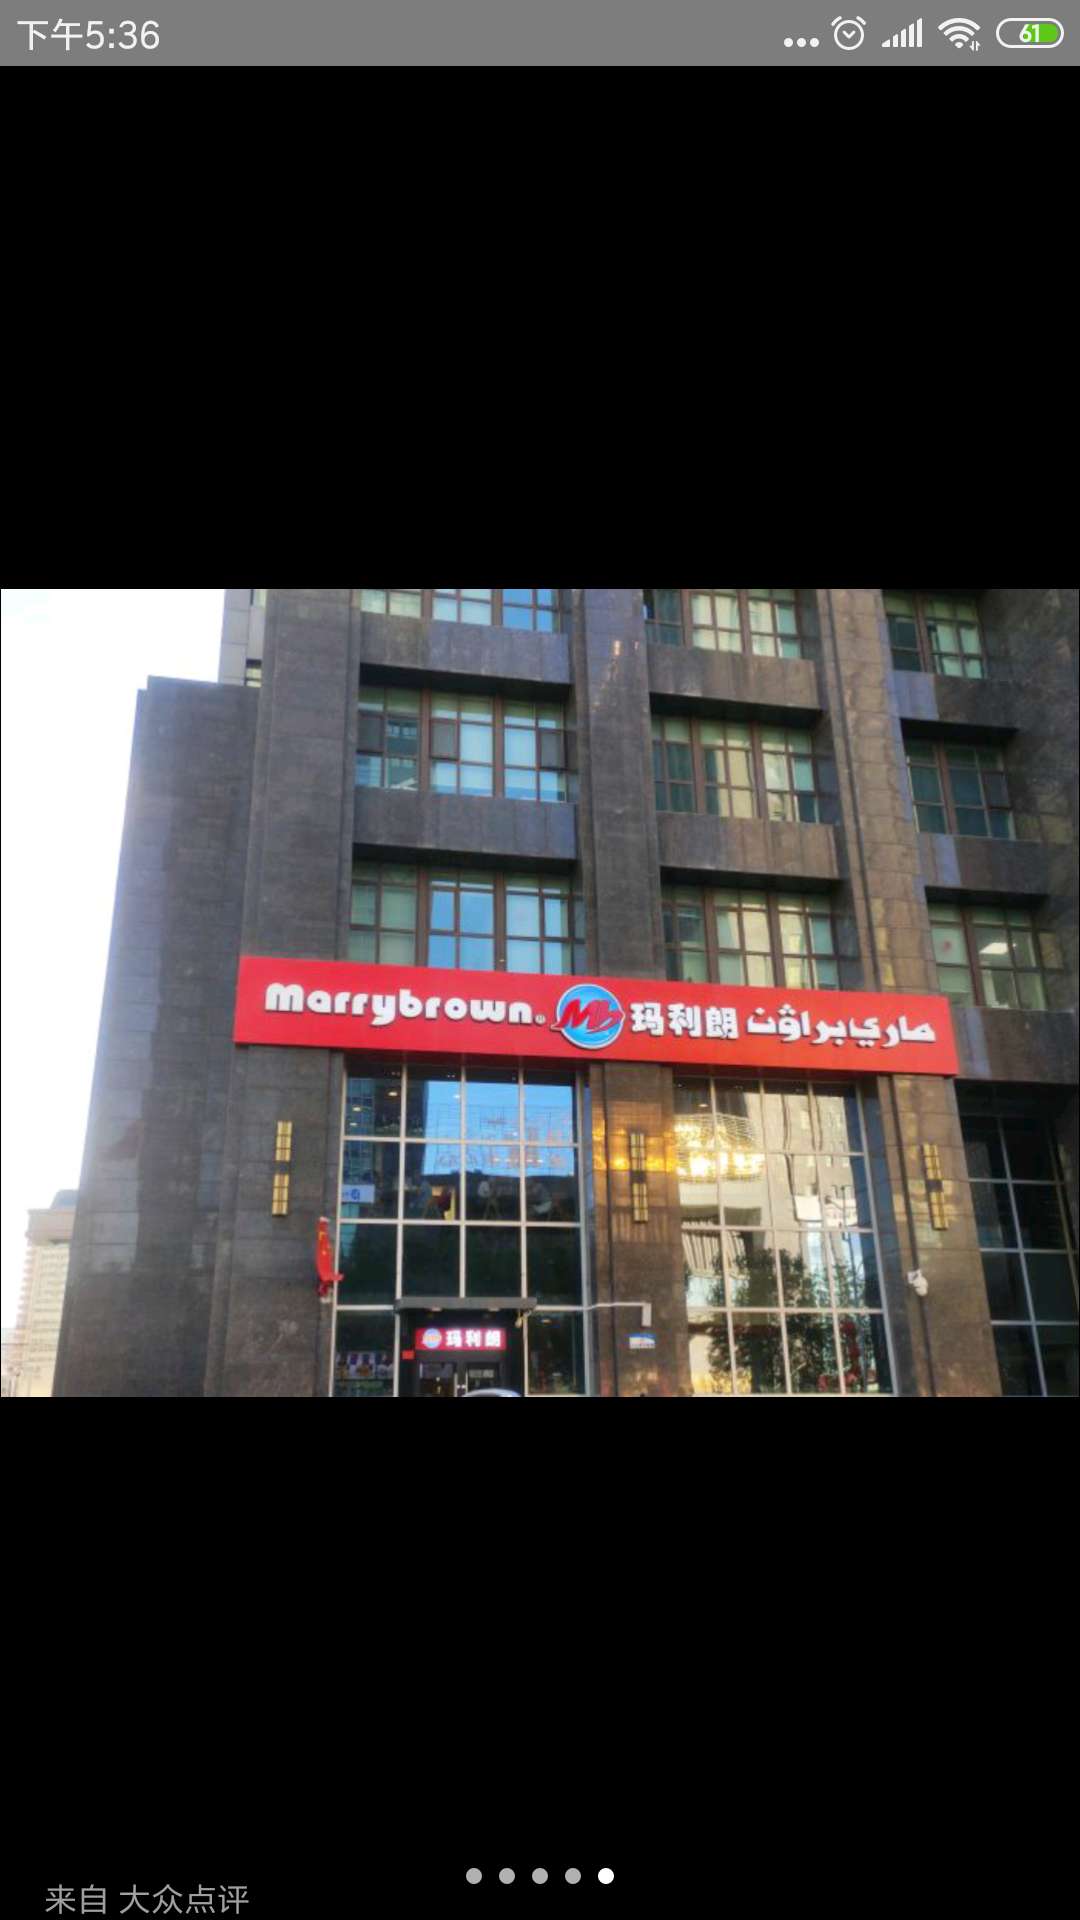 下午5:36
61
marrybrown® Mb 玛利朗 ماري براۋن
玛利朗
来自 大众点评